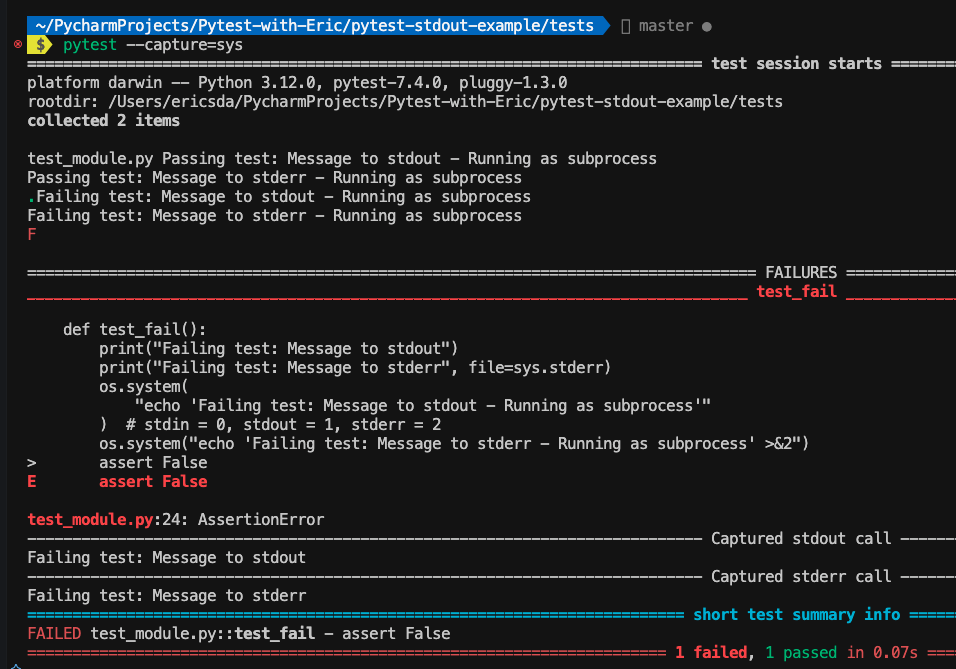 ~/PycharmProjects/Pytest-with-Eric/pytest-stdout-example/tests master ●
$ pytest --capture=sys
=========================================================================== test session starts =======
platform darwin -- Python 3.12.0, pytest-7.4.0, pluggy-1.3.0
rootdir: /Users/ericsda/PycharmProjects/Pytest-with-Eric/pytest-stdout-example/tests
collected 2 items
test_module.py Passing test: Message to stdout - Running as subprocess
Passing test: Message to stderr - Running as subprocess
.Failing test: Message to stdout - Running as subprocess
Failing test: Message to stderr - Running as subprocess
F
================================================================================= FAILURES ============
________________________________________________________________________________ test_fail ____________
    def test_fail():
        print("Failing test: Message to stdout")
        print("Failing test: Message to stderr", file=sys.stderr)
        os.system(
            "echo 'Failing test: Message to stdout - Running as subprocess'"
        )  # stdin = 0, stdout = 1, stderr = 2
        os.system("echo 'Failing test: Message to stderr - Running as subprocess' >&2")
>       assert False
E       assert False
test_module.py:24: AssertionError
--------------------------------------------------------------------------- Captured stdout call ------
Failing test: Message to stdout
--------------------------------------------------------------------------- Captured stderr call ------
Failing test: Message to stderr
========================================================================= short test summary info =====
FAILED test_module.py::test_fail - assert False
======================================================================= 1 failed, 1 passed in 0.07s ===